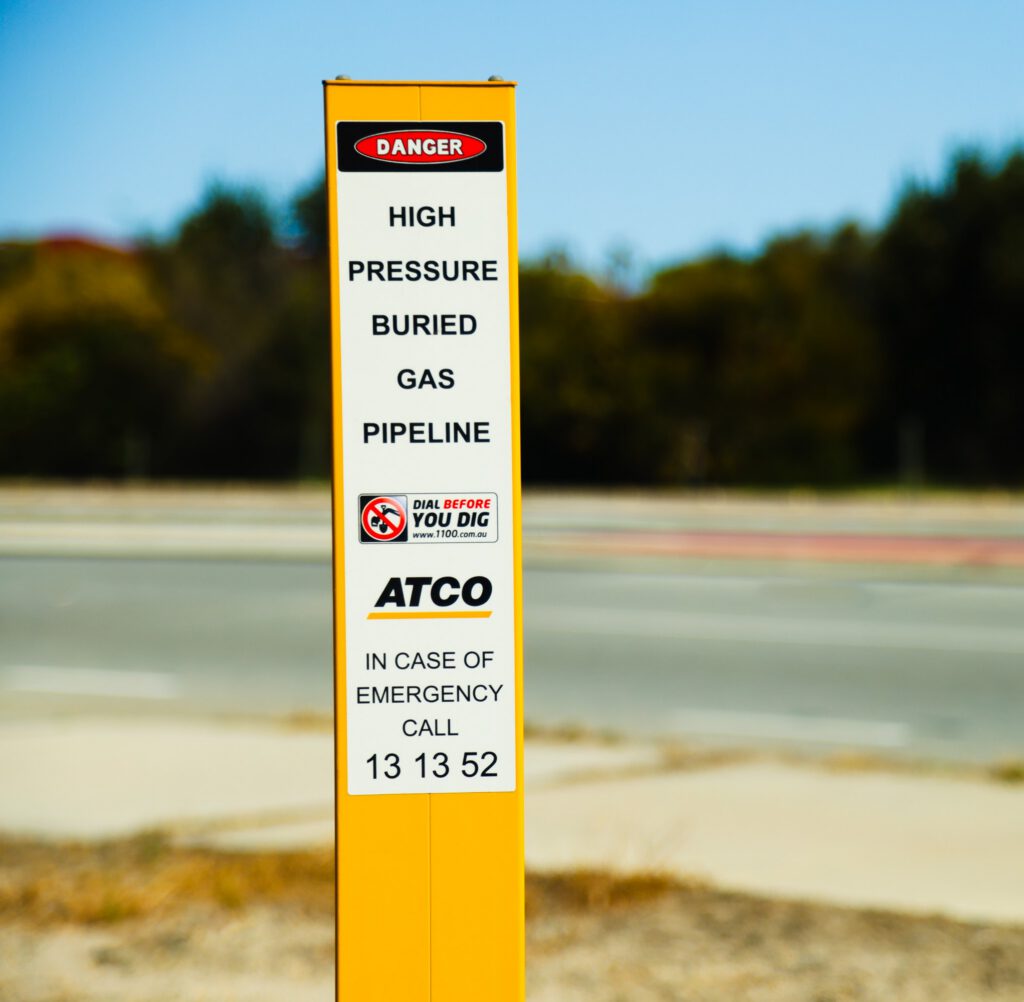 DANGER
HIGH
PRESSURE
BURIED
GAS
PIPELINE
DIAL BEFORE
YOU DIG
www.1100.com.au
ATCO
IN CASE OF
EMERGENCY
CALL
13 13 52